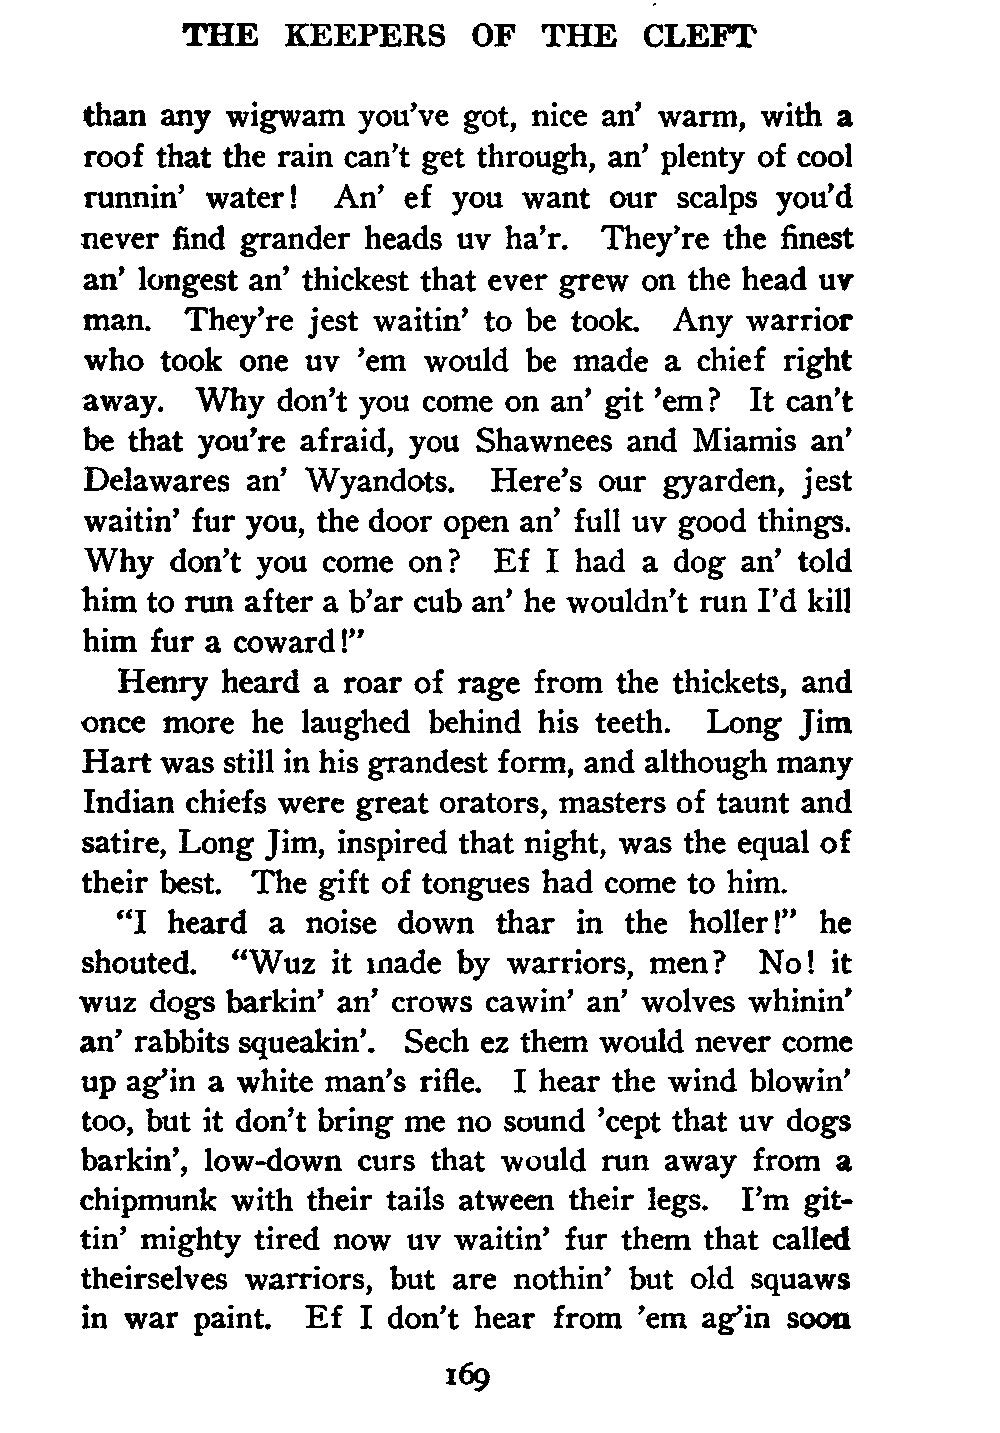 THE KEEPERS OF THE CLEFT
than any wigwam you've got, nice an' warm, with a
roof that the rain can't get through, an' plenty of cool
runnin' water! An' ef you want our scalps you'd
never find grander heads uv ha'r. They're the finest
an' longest an' thickest that ever grew on the head uv
man. They're jest waitin' to be took. Any warrior
who took one uv 'em would be made a chief right
away. Why don't you come on an' git 'em? It can't
be that you're afraid, you Shawnees and Miamis an'
Delawares an' Wyandots. Here's our gyarden, jest
waitin' fur you, the door open an' full uv good things.
Why don't you come on? Ef I had a dog an' told
him to run after a b'ar cub an' he wouldn't run I'd kill
him fur a coward!"
Henry heard a roar of rage from the thickets, and
once more he laughed behind his teeth. Long Jim
Hart was still in his grandest form, and although many
Indian chiefs were great orators, masters of taunt and
satire, Long Jim, inspired that night, was the equal of
their best. The gift of tongues had come to him.
"I heard a noise down thar in the holler!" he
shouted. "Wuz it made by warriors, men? No! it
wuz dogs barkin' an' crows cawin' an' wolves whinin'
an' rabbits squeakin'. Sech ez them would never come
up ag'in a white man's rifle. I hear the wind blowin'
too, but it don't bring me no sound 'cept that uv dogs
barkin', low-down curs that would run away from a
chipmunk with their tails atween their legs. I'm git-
tin' mighty tired now uv waitin' fur them that called
theirselves warriors, but are nothin' but old squaws
in war paint. Ef I don't hear from 'em ag'in soon
169